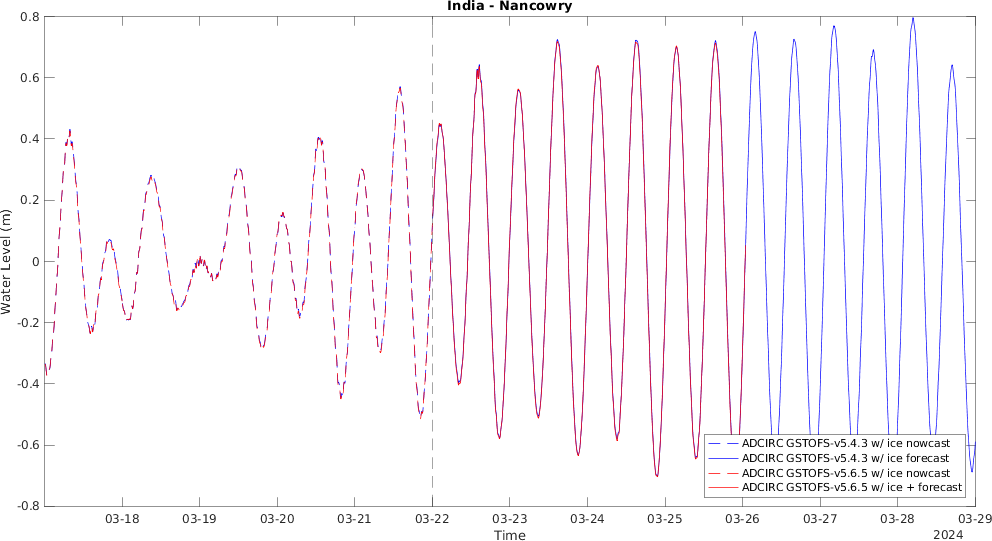 India - Nancowry
0.8
0.6
0.4
0.2
0
-0.2
-0.4
-0.6
-0.8
Water Level (m)
ADCIRC GSTOFS-v5.4.3 w/ ice nowcast
ADCIRC GSTOFS-v5.4.3 w/ ice forecast
ADCIRC GSTOFS-v5.6.5 w/ ice nowcast
ADCIRC GSTOFS-v5.6.5 w/ ice + forecast
03-18 03-19 03-20 03-21 03-22 03-23 03-24 03-25 03-26 03-27 03-28 03-29
Time
2024